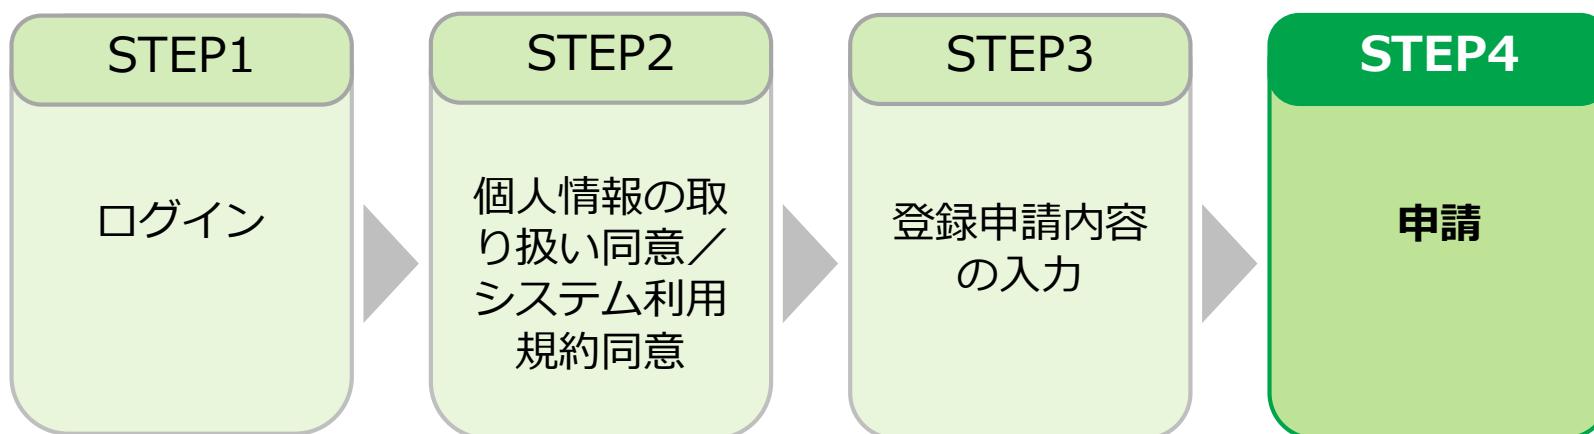 STEP1
ログイン
STEP2
個人情報の取
り扱い同意／
システム利用
規約同意
STEP3
登録申請内容
の入力
STEP4
申請